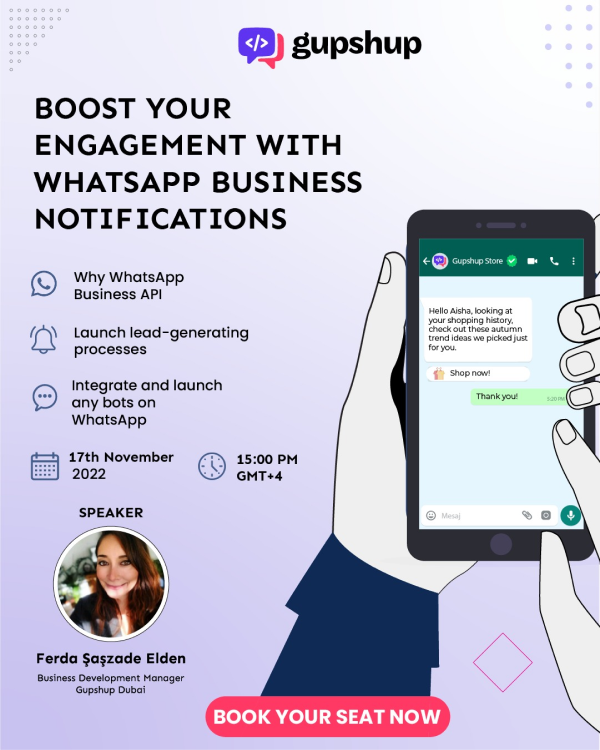 gupshup
BOOST YOUR
ENGAGEMENT WITH
WHATSAPP BUSINESS
NOTIFICATIONS
Why WhatsApp
Business API
Launch lead-generating
processes
Integrate and launch
any bots on
WhatsApp
17th November
2022
15:00 PM
GMT+4
SPEAKER
Ferda Şaşzade Elden
Business Development Manager
Gupshup Dubai
Gupshup Store
Hello Aisha, looking at
your shopping history,
check out these autumn
trend ideas we picked just
for you.
Shop now!
Thank you!
5:20 PM
Mesaj
BOOK YOUR SEAT NOW